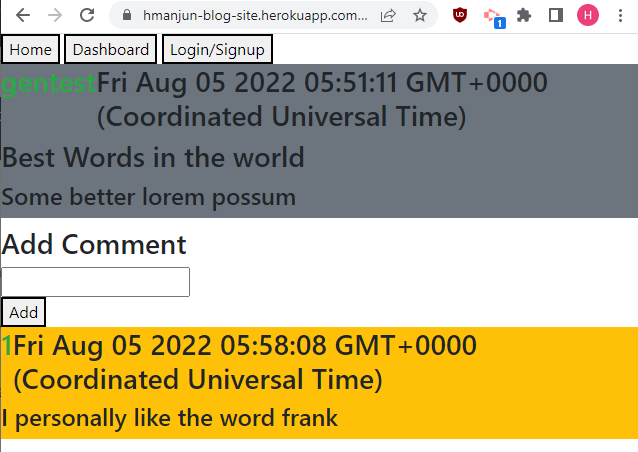 hmanjun-blog-site.herokuapp.com...
H
1
Home Dashboard Login/Signup
gentestFri Aug 05 2022 05:51:11 GMT+0000
(Coordinated Universal Time)
Best Words in the world
Some better lorem possum
Add Comment
Add
1Fri Aug 05 2022 05:58:08 GMT+0000
(Coordinated Universal Time)
I personally like the word frank